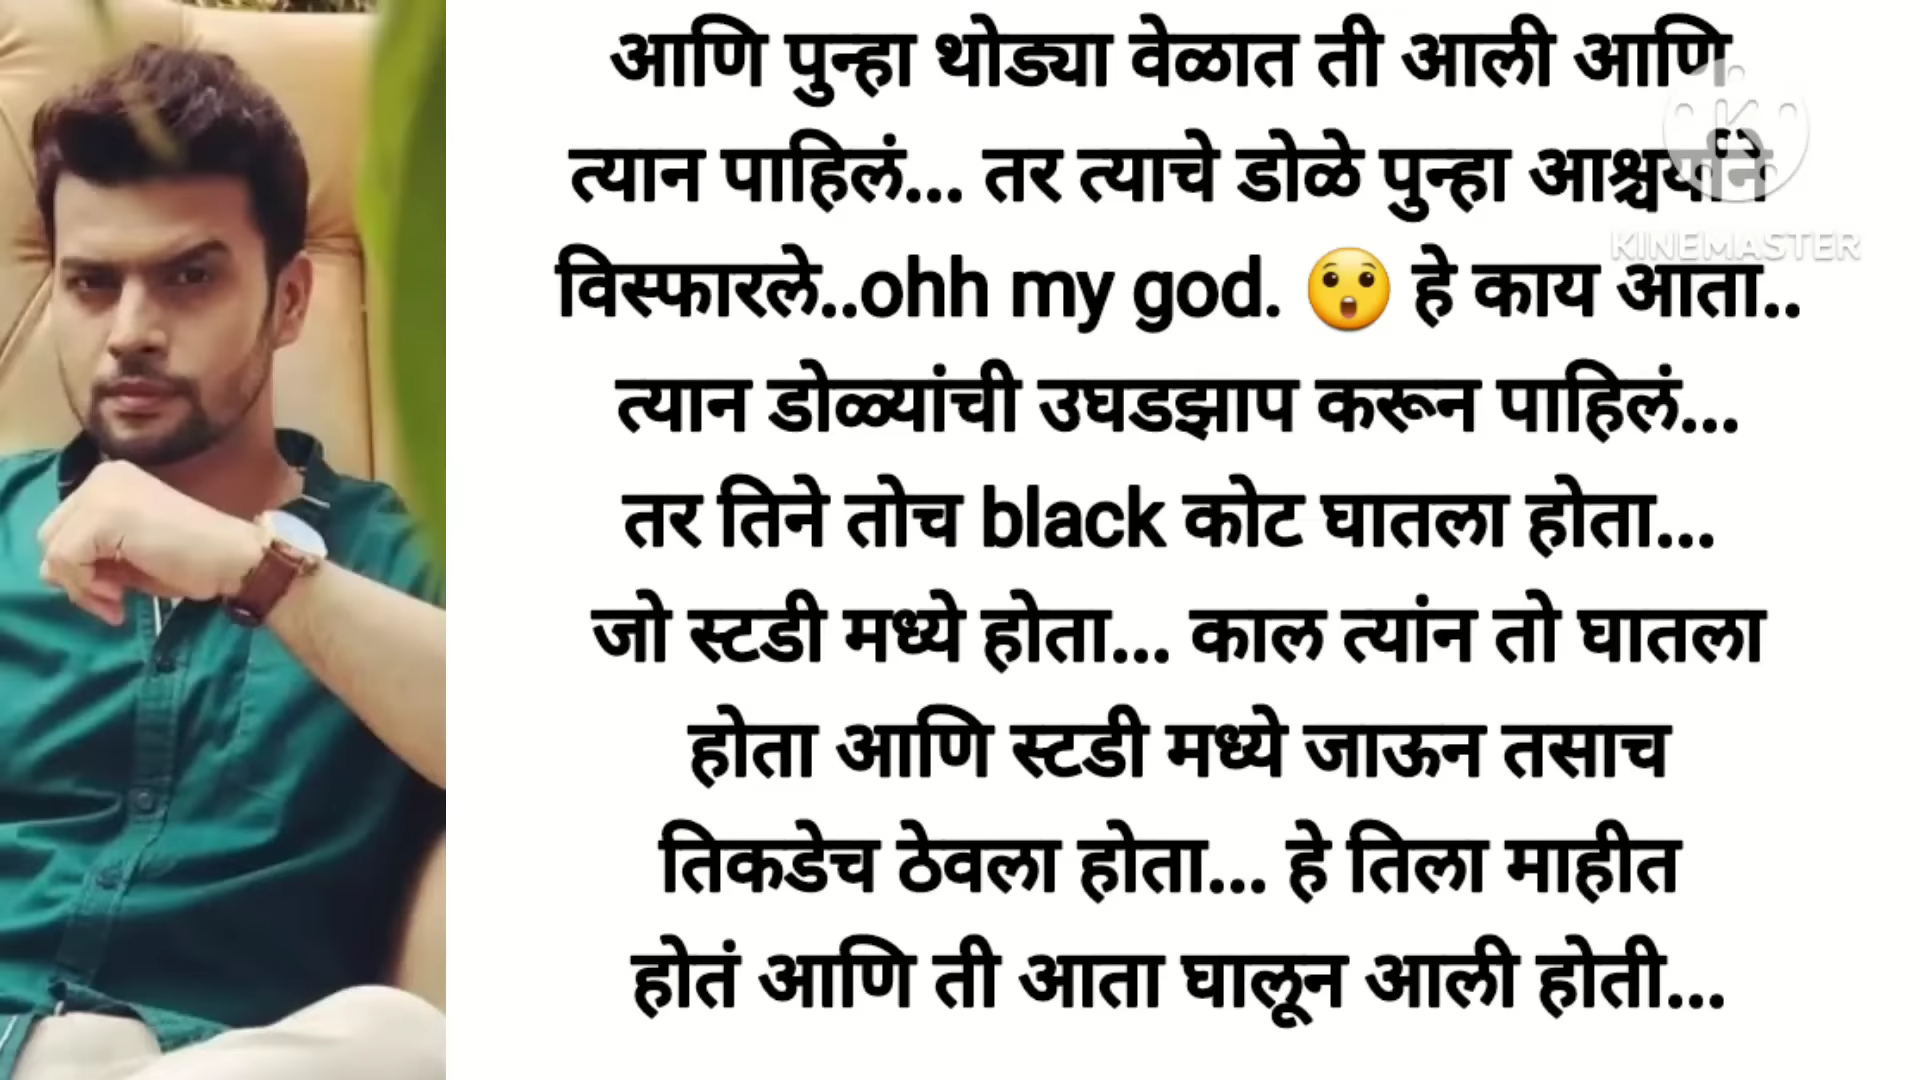 आणि पुन्हा थोड्या वेळात ती आली आणि
त्यान पाहिलं... तर त्याचे डोळे पुन्हा आश्चर्याने
विस्फारले..ohh my god. 😲 हे काय आता..
त्यान डोळ्यांची उघडझाप करून पाहिलं...
तर तिने तोच black कोट घातला होता...
जो स्टडी मध्ये होता... काल त्यांन तो घातला
होता आणि स्टडी मध्ये जाऊन तसाच
तिकडेच ठेवला होता... हे तिला माहीत
होतं आणि ती आता घालून आली होती...
KINEMASTER